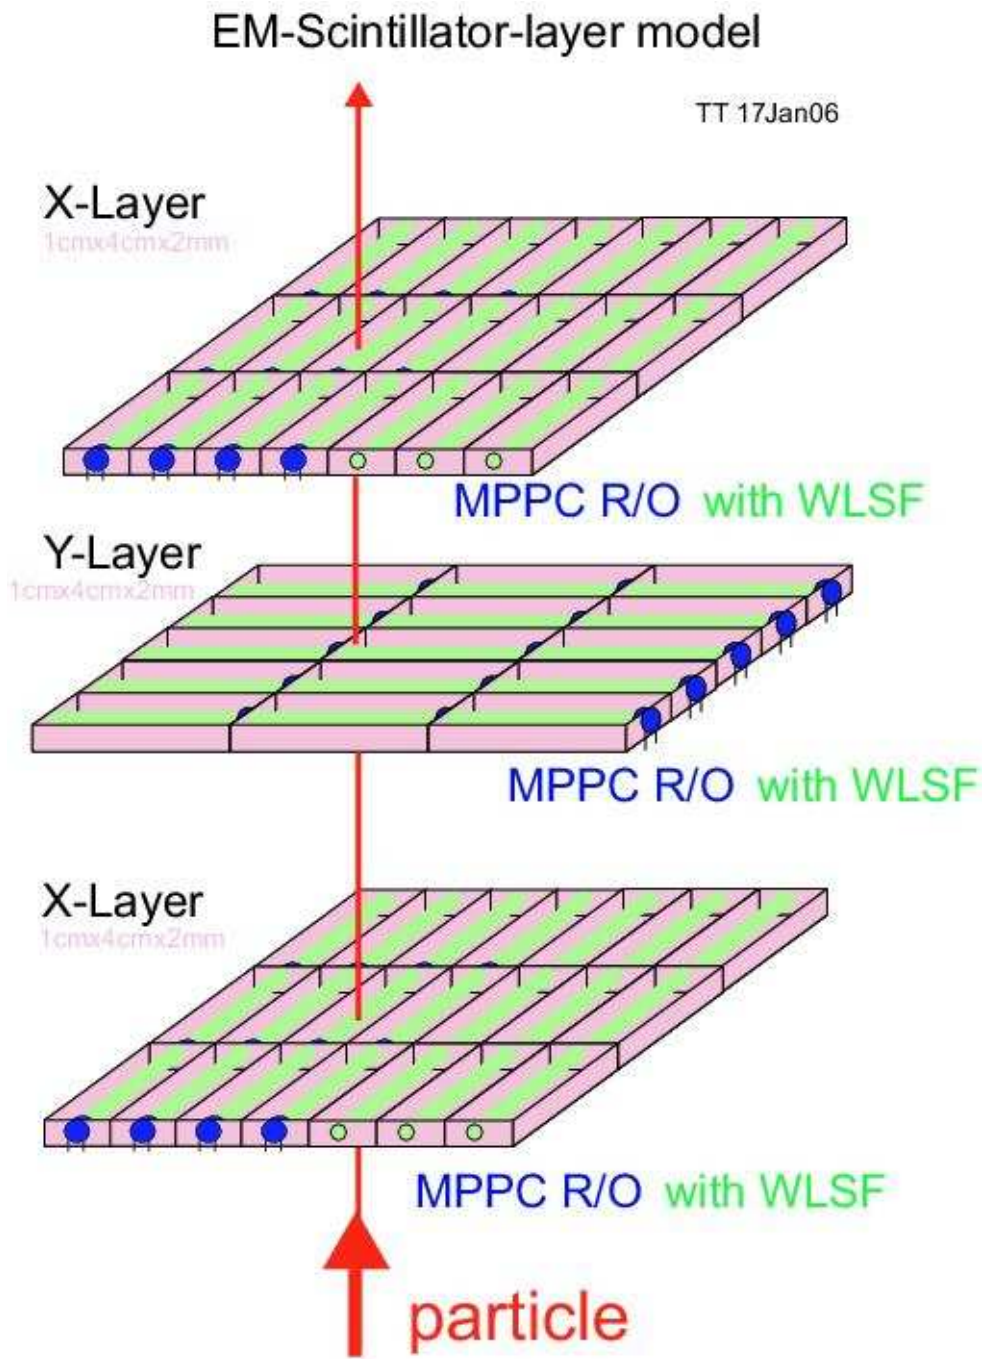 EM-Scintillator-layer model
TT 17Jan06
X-Layer
1cmx4cmx2mm
MPPC R/O with WLSF
Y-Layer
1cmx4cmx2mm
MPPC R/O with WLSF
X-Layer
1cmx4cmx2mm
MPPC R/O with WLSF
particle